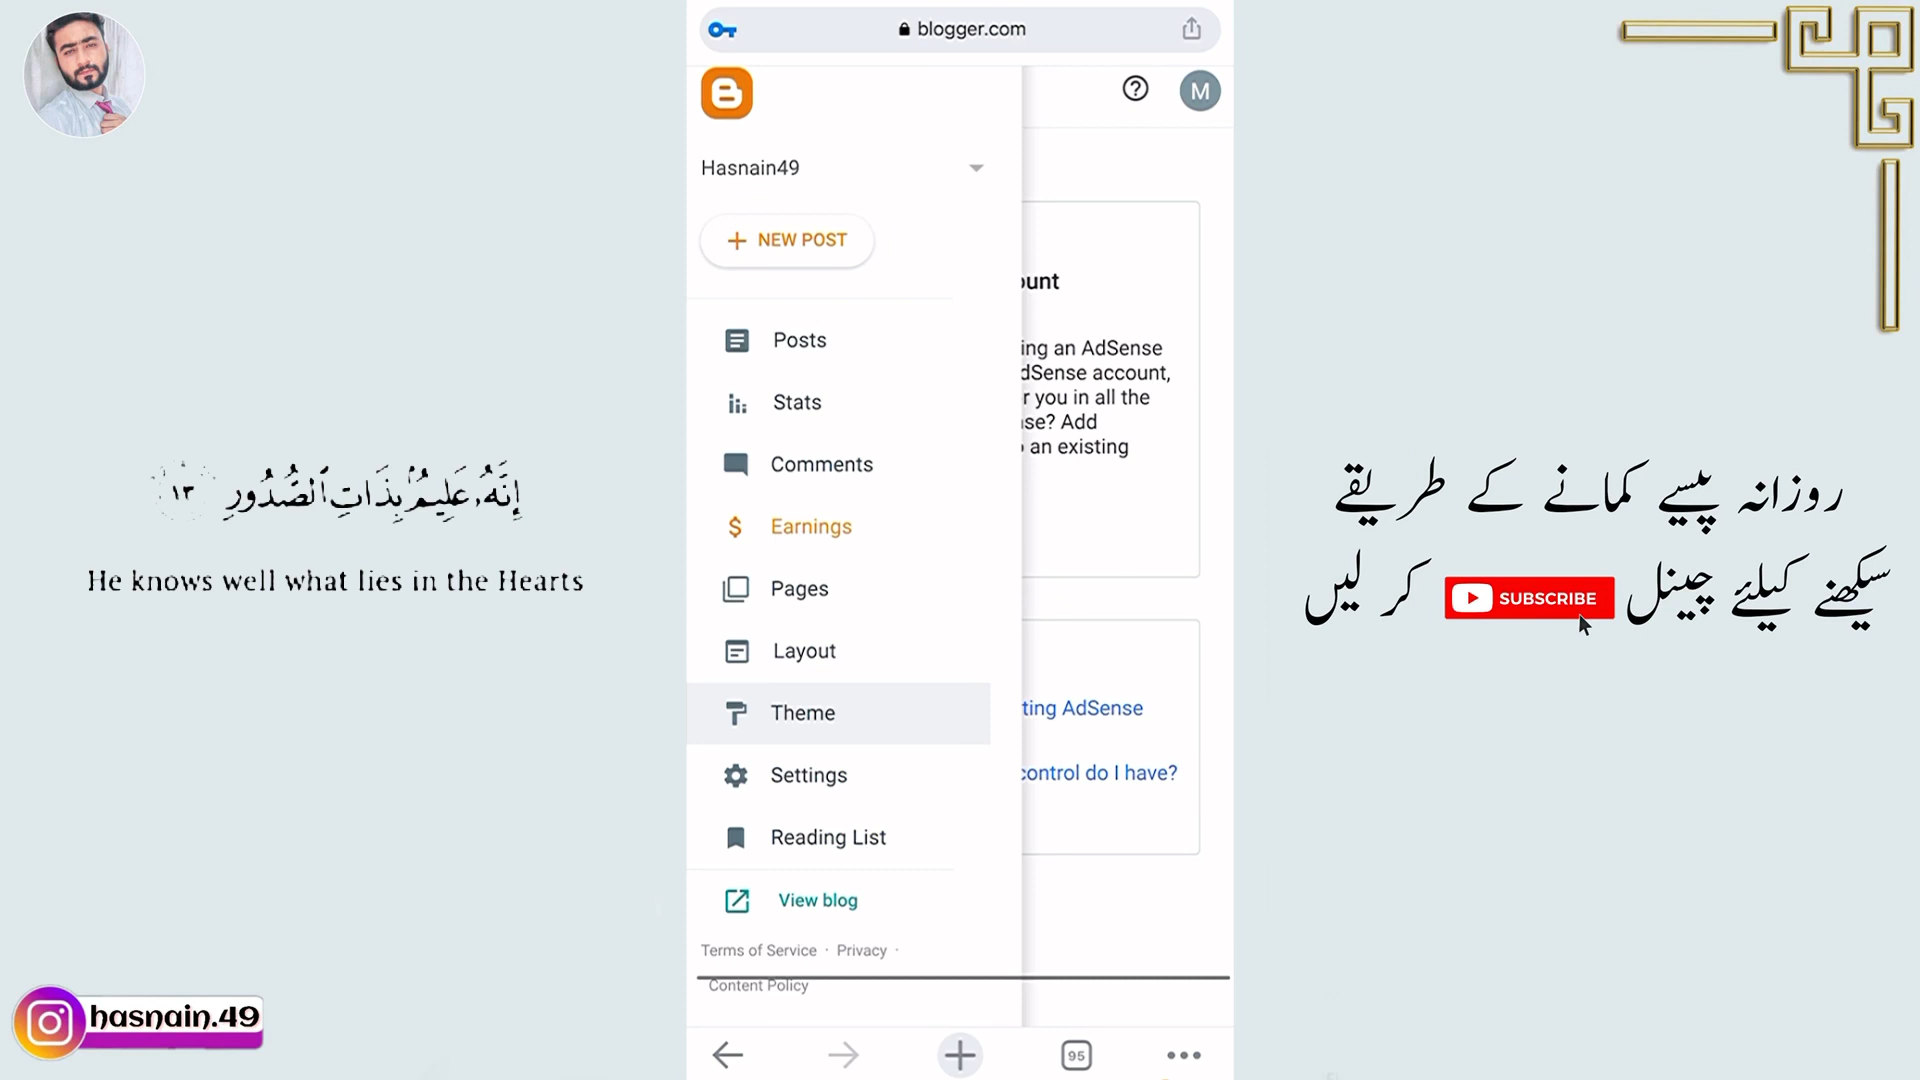 blogger.com
M
Hasnain49
NEW POST
Posts
Stats
Comments
Earnings
Pages
Layout
Theme
Settings
Reading List
View blog
Terms of Service · Privacy ·
Content Policy
ount
ing an AdSense
dSense account,
r you in all the
se? Add
an existing
ting AdSense
control do I have?
95
إِنَّهُۥ عَلِيمٌۢ بِذَاتِ ٱلصُّدُورِ ١٣
He knows well what lies in the Hearts
hasnain.49
روزانہ پیسے کمانے کے طریقے
سیکھنے کیلئے چینل SUBSCRIBE کر لیں